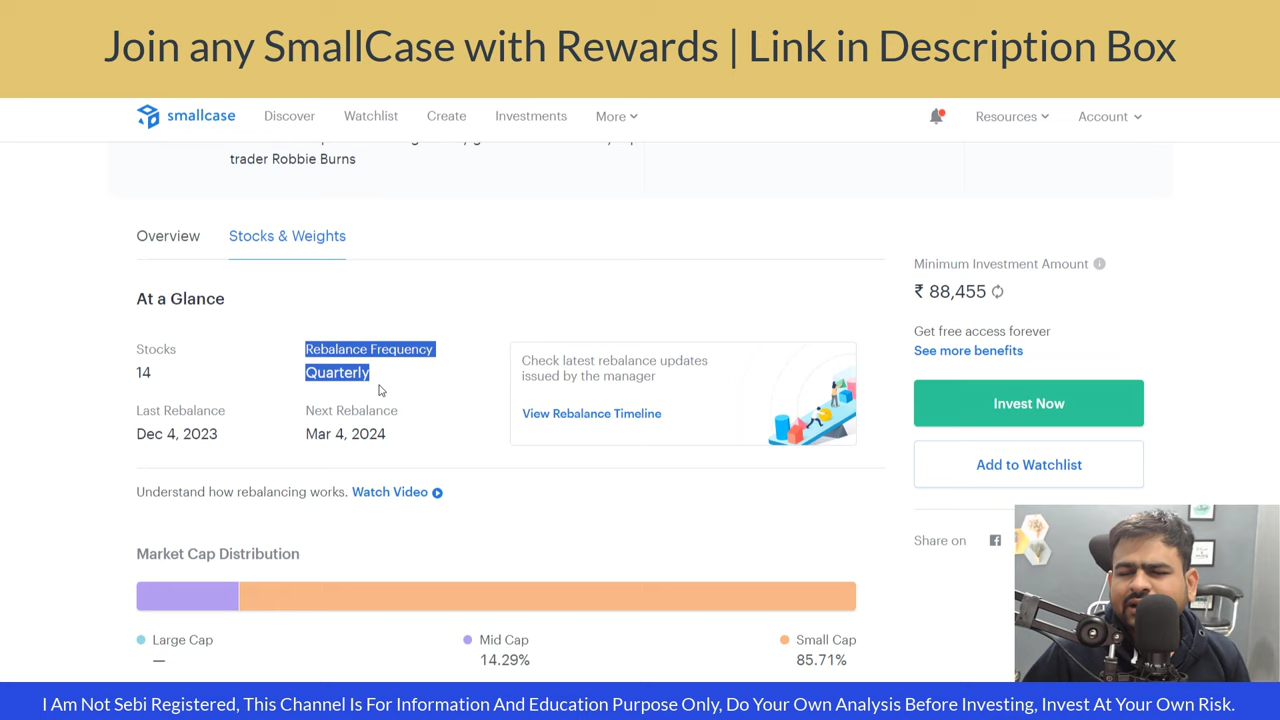 Join any SmallCase with Rewards | Link in Description Box
smallcase Discover Watchlist Create Investments More Resources Account
trader Robbie Burns
Overview Stocks & Weights
Minimum Investment Amount
₹ 88,455
At a Glance
Get free access forever
See more benefits
Stocks
14
Rebalance Frequency
Quarterly
Check latest rebalance updates
issued by the manager
View Rebalance Timeline
Invest Now
Last Rebalance
Dec 4, 2023
Next Rebalance
Mar 4, 2024
Add to Watchlist
Understand how rebalancing works. Watch Video
Share on
Market Cap Distribution
Large Cap
—
Mid Cap
14.29%
Small Cap
85.71%
I Am Not Sebi Registered, This Channel Is For Information And Education Purpose Only, Do Your Own Analysis Before Investing, Invest At Your Own Risk.